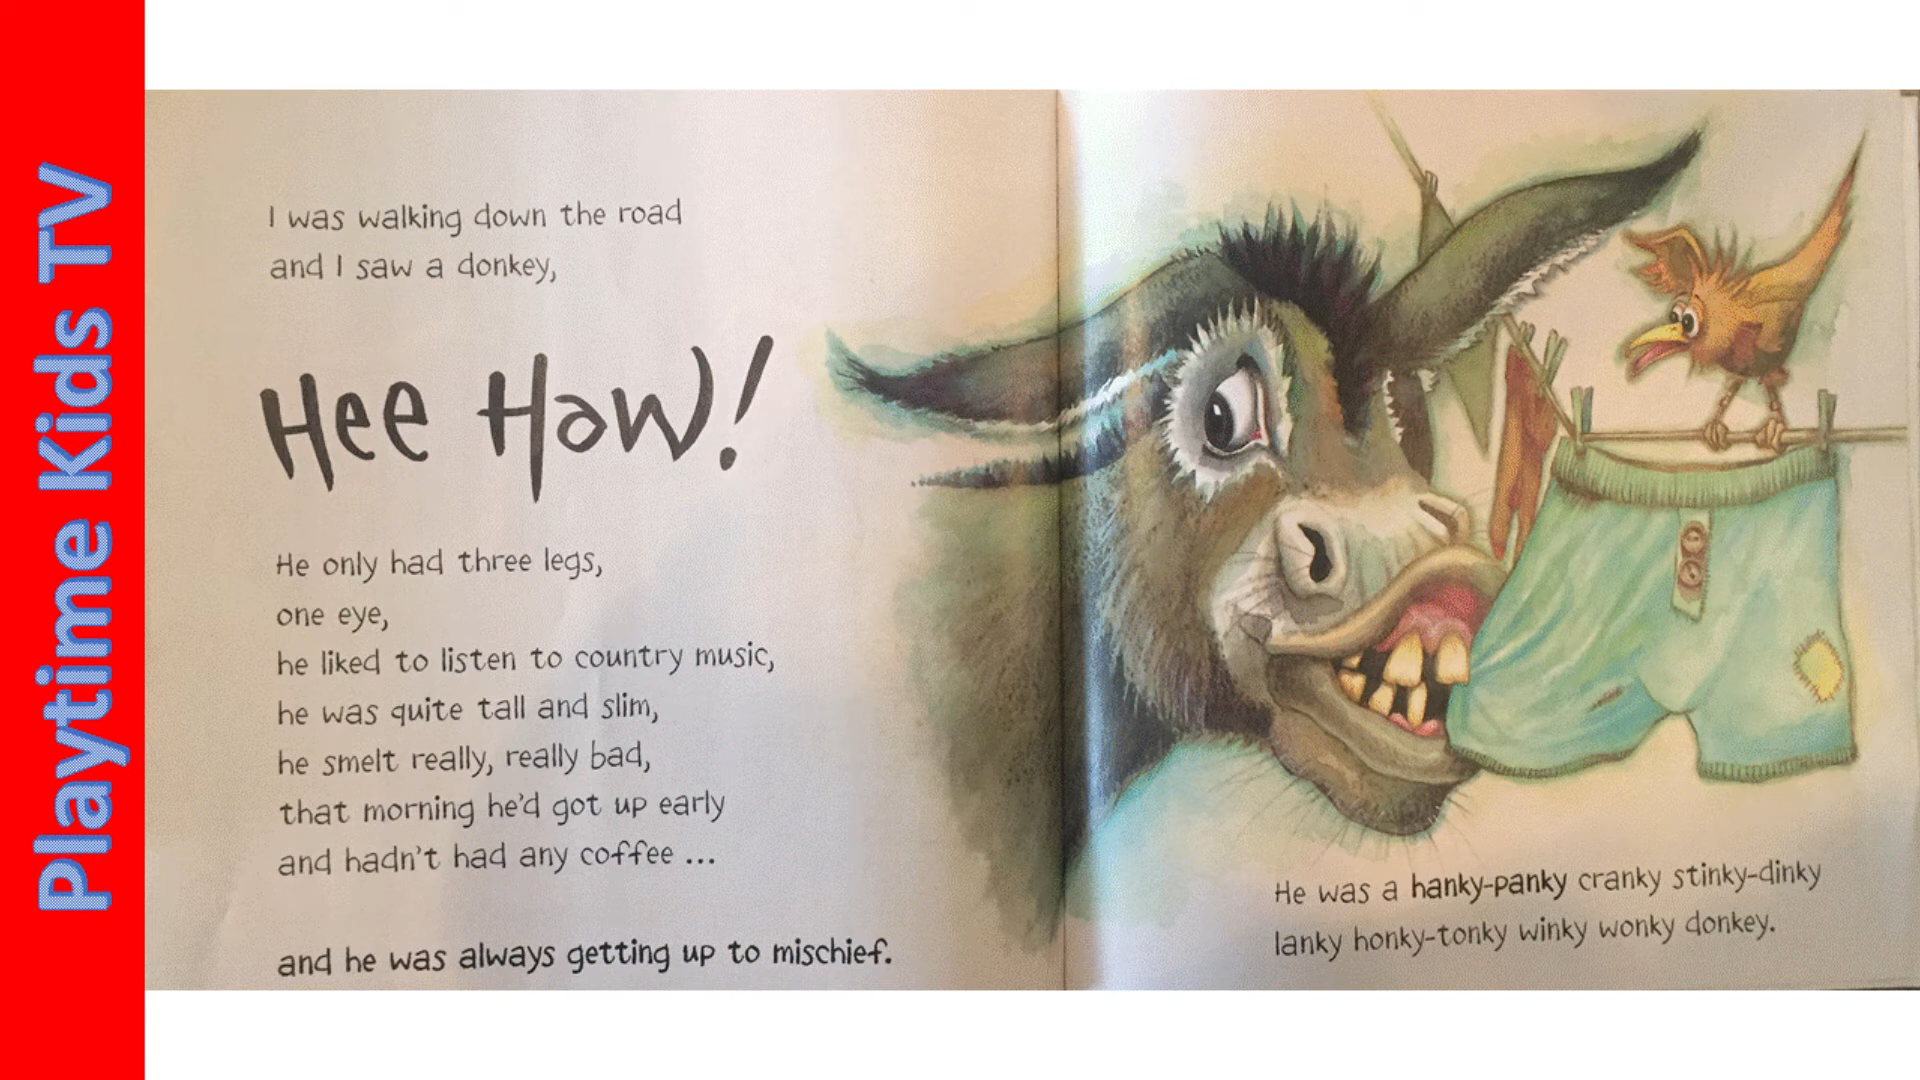 Playtime Kids TV
I was walking down the road
and I saw a donkey,
Hee Haw!
He only had three legs,
one eye,
he liked to listen to country music,
he was quite tall and slim,
he smelt really, really bad,
that morning he'd got up early
and hadn't had any coffee ...
and he was always getting up to mischief.
He was a hanky-panky cranky stinky-dinky
lanky honky-tonky winky wonky donkey.